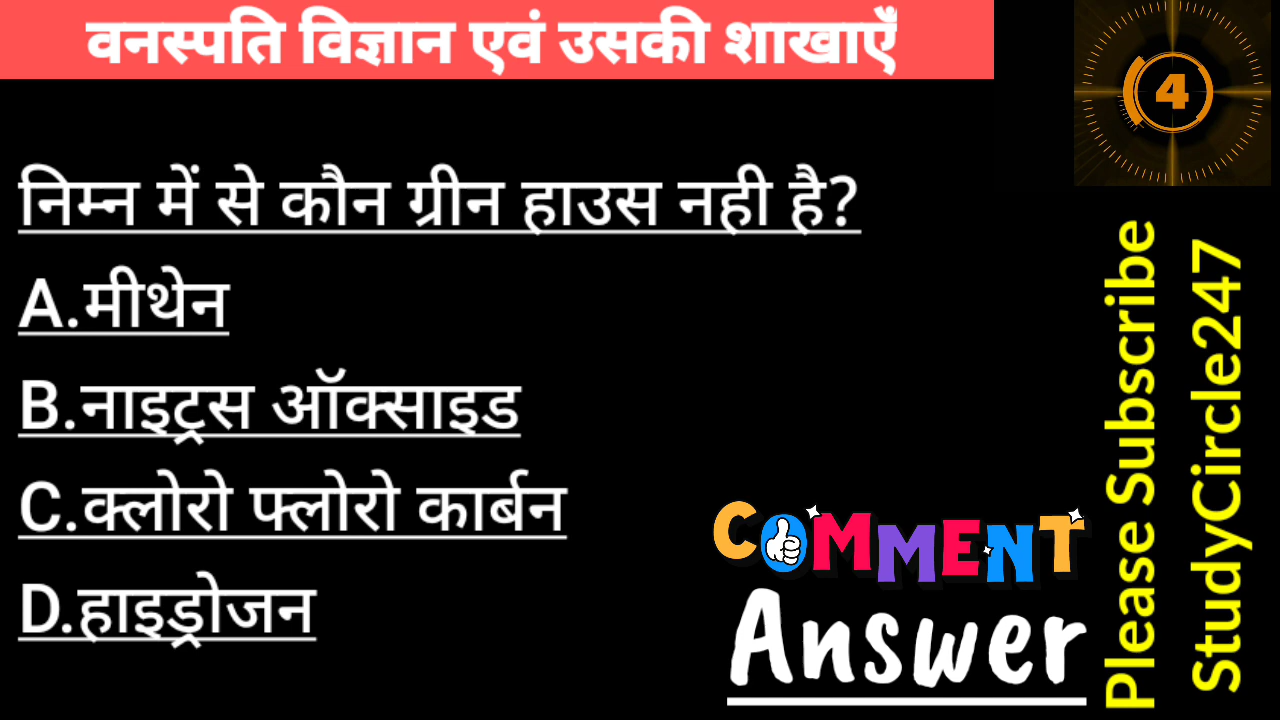 वनस्पति विज्ञान एवं उसकी शाखाएँ
4
निम्न में से कौन ग्रीन हाउस नही है?
A.मीथेन
B.नाइट्रस ऑक्साइड
C.क्लोरो फ्लोरो कार्बन
D.हाइड्रोजन
COMMENT
Answer
Please Subscribe
StudyCircle247